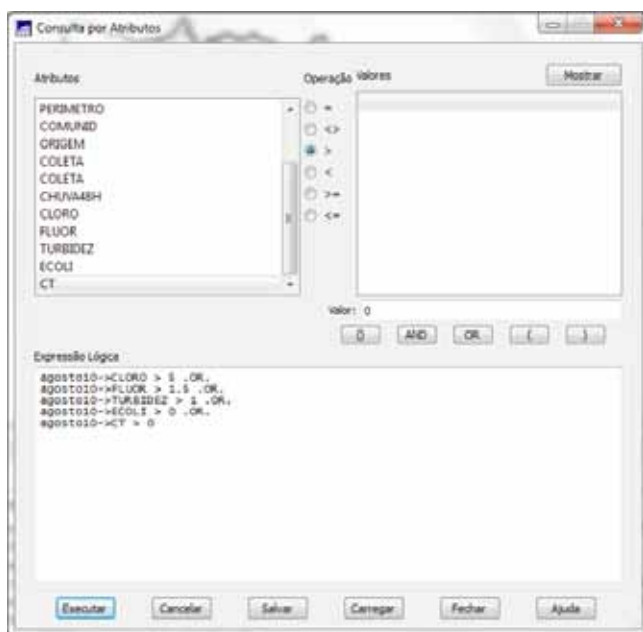 Consulta por Atributos
Atributos
Operação
Valores
Mostrar
PERIMETRO
COMUNID
ORIGEM
COLETA
COLETA
CHUVA48H
CLORO
FLUOR
TURBIDEZ
ECOLI
CT
=
<>
>
<
>=
<=
Valor: 0
()
AND
OR
(
)
Expressão Lógica
agosto10->CLORO > 5 .OR.
agosto10->FLUOR > 1.5 .OR.
agosto10->TURBIDEZ > 1 .OR.
agosto10->ECOLI > 0 .OR.
agosto10->CT > 0
Executar
Cancelar
Salvar
Carregar
Fechar
Ajuda